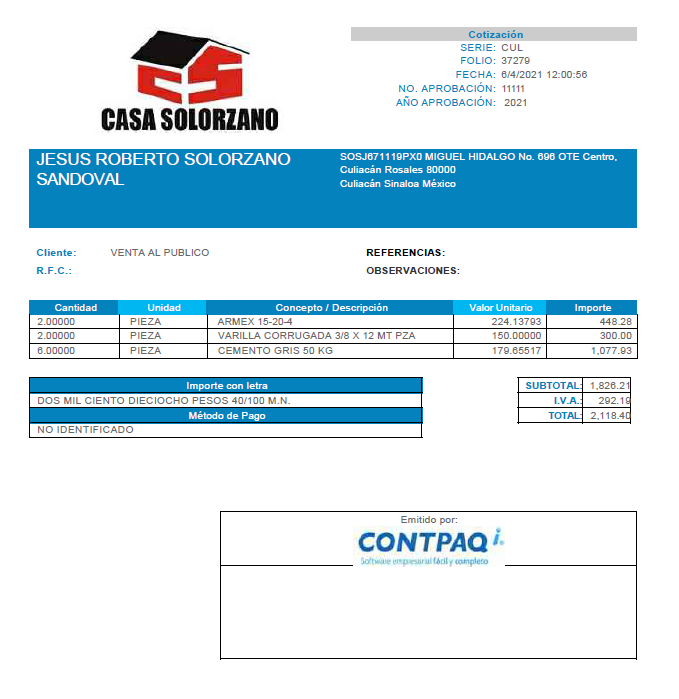 CASA SOLORZANO
Cotización
SERIE: CUL
FOLIO: 37279
FECHA: 6/4/2021 12:00:56
NO. APROBACIÓN: 11111
AÑO APROBACIÓN: 2021
JESUS ROBERTO SOLORZANO
SANDOVAL
SOSJ671119PX0 MIGUEL HIDALGO No. 696 OTE Centro,
Culiacán Rosales 80000
Culiacán Sinaloa México
Cliente: VENTA AL PUBLICO REFERENCIAS:
R.F.C.: OBSERVACIONES:
Cantidad Unidad Concepto / Descripción Valor Unitario Importe
2.00000 PIEZA ARMEX 15-20-4 224.13793 448.28
2.00000 PIEZA VARILLA CORRUGADA 3/8 X 12 MT PZA 150.00000 300.00
6.00000 PIEZA CEMENTO GRIS 50 KG 179.65517 1,077.93
Importe con letra SUBTOTAL: 1,826.21
DOS MIL CIENTO DIECIOCHO PESOS 40/100 M.N. I.V.A.: 292.19
Método de Pago TOTAL: 2,118.40
NO IDENTIFICADO
Emitido por:
CONTPAQ i.
Software empresarial fácil y completo